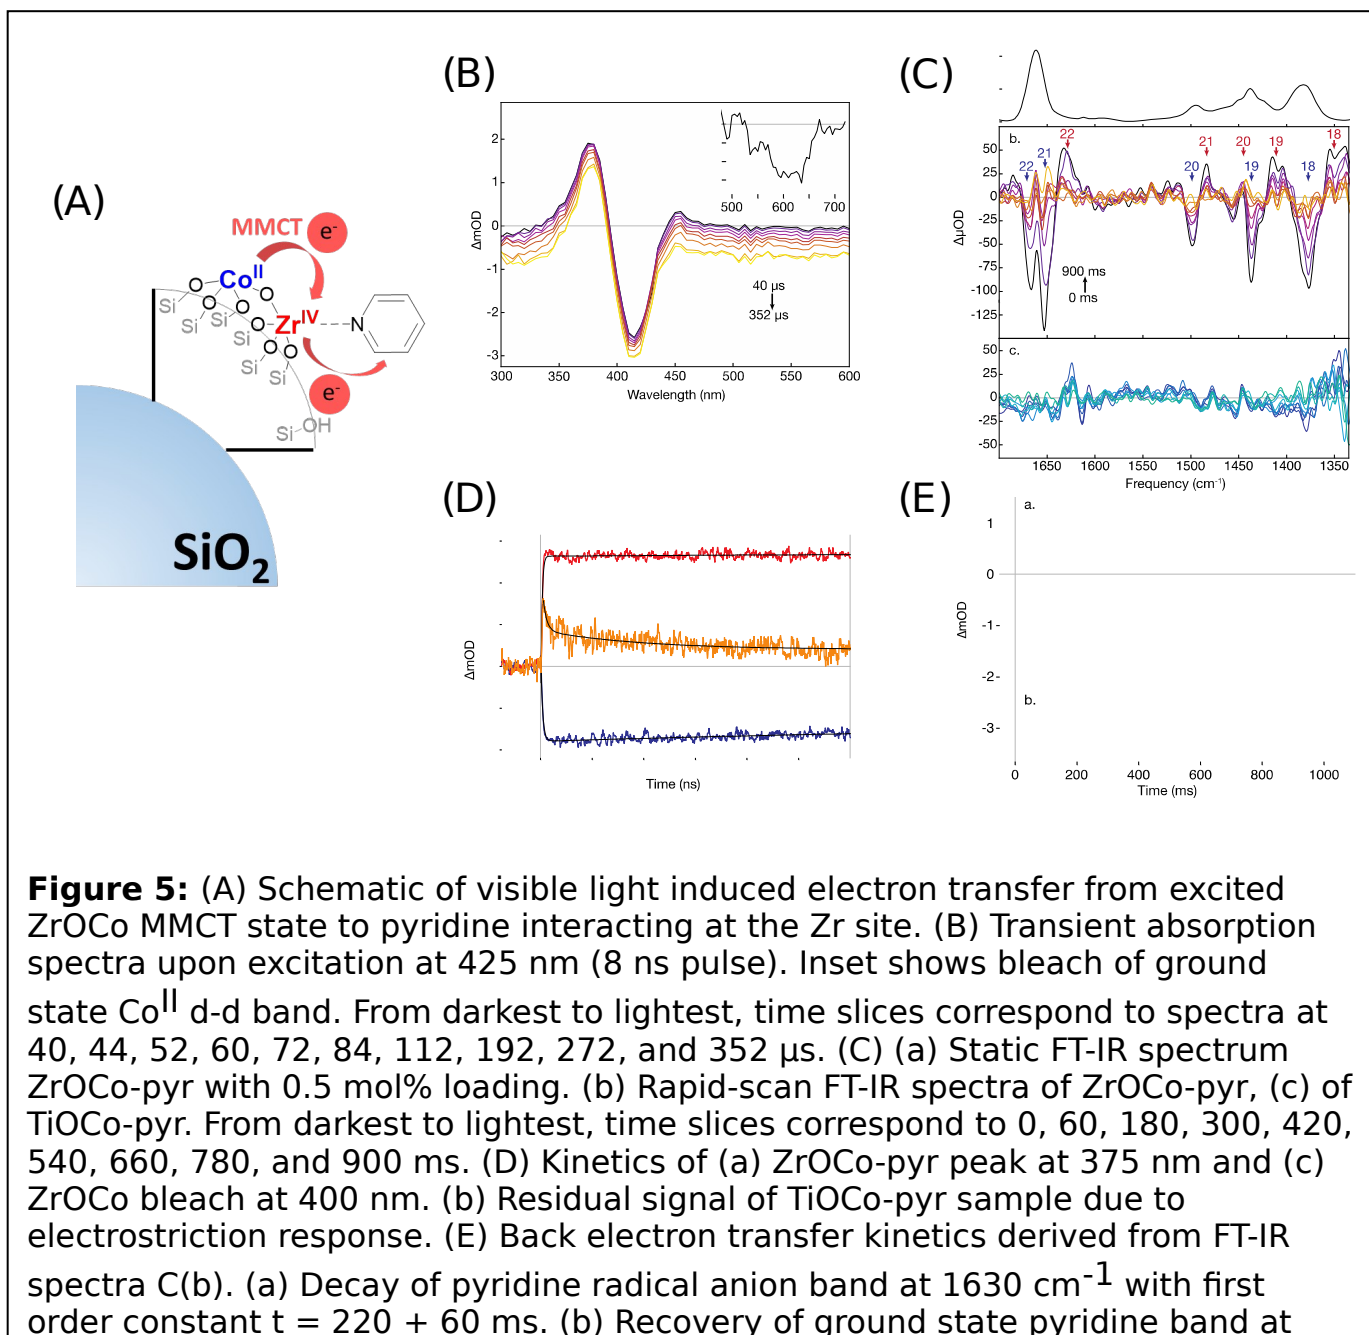 (A)
MMCT
e-
CoII
O
O
O
O
O
O
O
Si
Si
Si
Si
Si
Si
ZrIV
N
e-
Si
OH
SiO2
(B)
ΔmOD
2
1
0
-1
-2
-3
500
600
700
40 µs
352 µs
300
350
400
450
500
550
600
Wavelength (nm)
(C)
b.
22
21
20
19
18
22
21
20
19
18
ΔµOD
50
25
0
-25
-50
-75
-100
-125
900 ms
0 ms
c.
50
25
0
-25
-50
1650
1600
1550
1500
1450
1400
1350
Frequency (cm-1)
(D)
ΔmOD
Time (ns)
(E)
a.
ΔmOD
1
0
-1
-2
-3
b.
0
200
400
600
800
1000
Time (ms)
Figure 5: (A) Schematic of visible light induced electron transfer from excited
ZrOCo MMCT state to pyridine interacting at the Zr site. (B) Transient absorption
spectra upon excitation at 425 nm (8 ns pulse). Inset shows bleach of ground
state CoII d-d band. From darkest to lightest, time slices correspond to spectra at
40, 44, 52, 60, 72, 84, 112, 192, 272, and 352 µs. (C) (a) Static FT-IR spectrum
ZrOCo-pyr with 0.5 mol% loading. (b) Rapid-scan FT-IR spectra of ZrOCo-pyr, (c) of
TiOCo-pyr. From darkest to lightest, time slices correspond to 0, 60, 180, 300, 420,
540, 660, 780, and 900 ms. (D) Kinetics of (a) ZrOCo-pyr peak at 375 nm and (c)
ZrOCo bleach at 400 nm. (b) Residual signal of TiOCo-pyr sample due to
electrostriction response. (E) Back electron transfer kinetics derived from FT-IR
spectra C(b). (a) Decay of pyridine radical anion band at 1630 cm-1 with first
order constant t = 220 + 60 ms. (b) Recovery of ground state pyridine band at